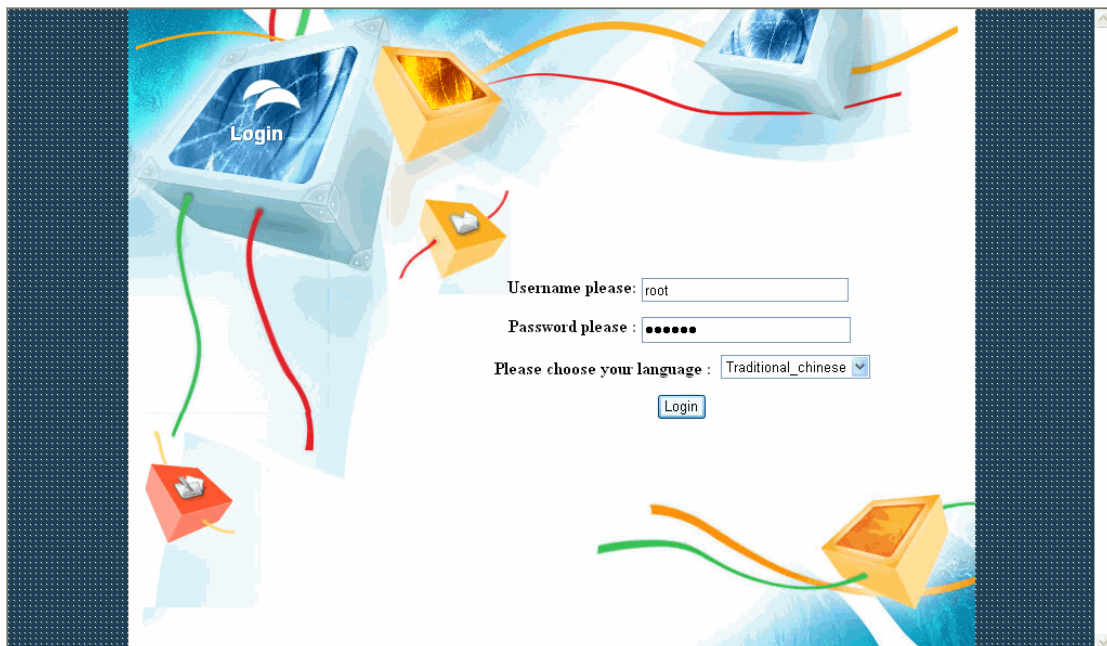 Login
Username please: root
Password please : ●●●●●●
Please choose your language : Traditional_chinese
Login